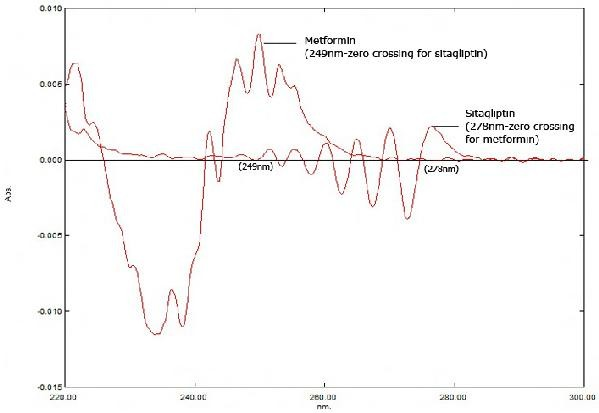 0.010
Metformin
(249nm-zero crossing for sitagliptin)
0.005
Sitagliptin
(278nm-zero crossing
for metformin)
0.000
(249nm)
(278nm)
Abs.
-0.005
-0.010
-0.015
220.00
240.00
260.00
280.00
300.00
nm.